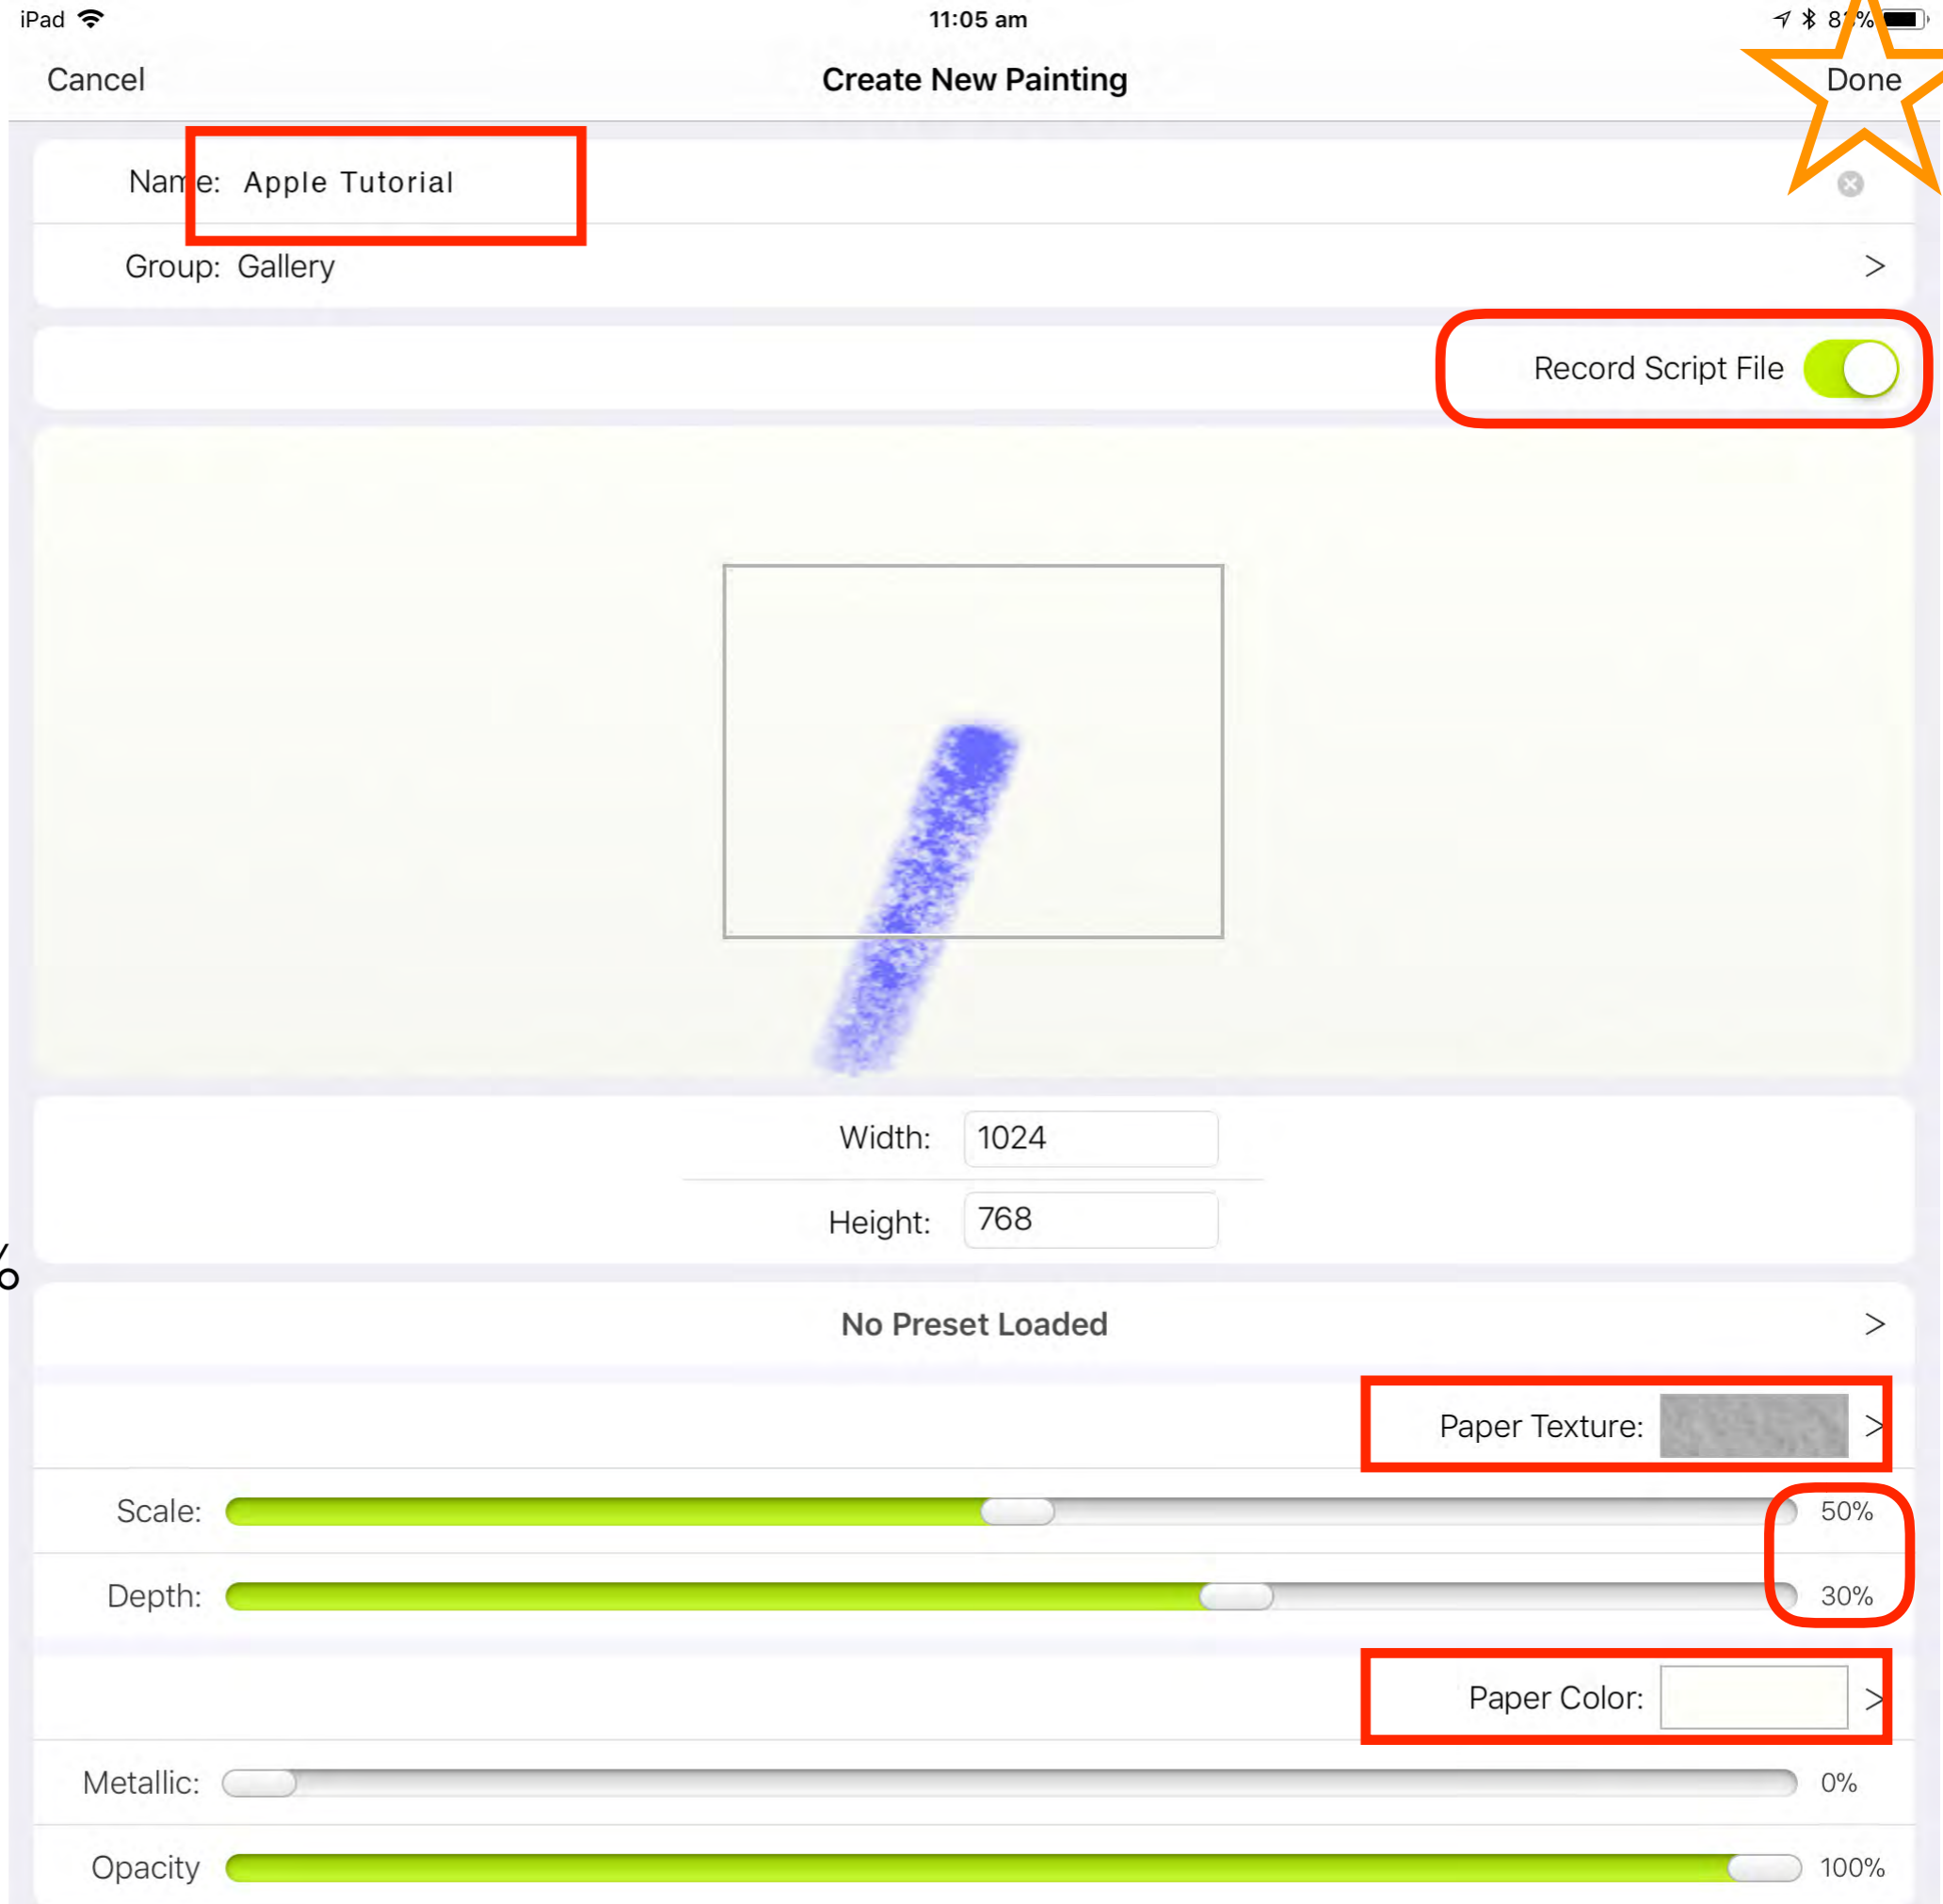 iPad 11:05 am
Cancel Create New Painting Done
Name: Apple Tutorial
Group: Gallery >
Record Script File
Width: 1024
Height: 768
%
No Preset Loaded >
Paper Texture: >
Scale: 50%
Depth: 30%
Paper Color: >
Metallic: 0%
Opacity 100%